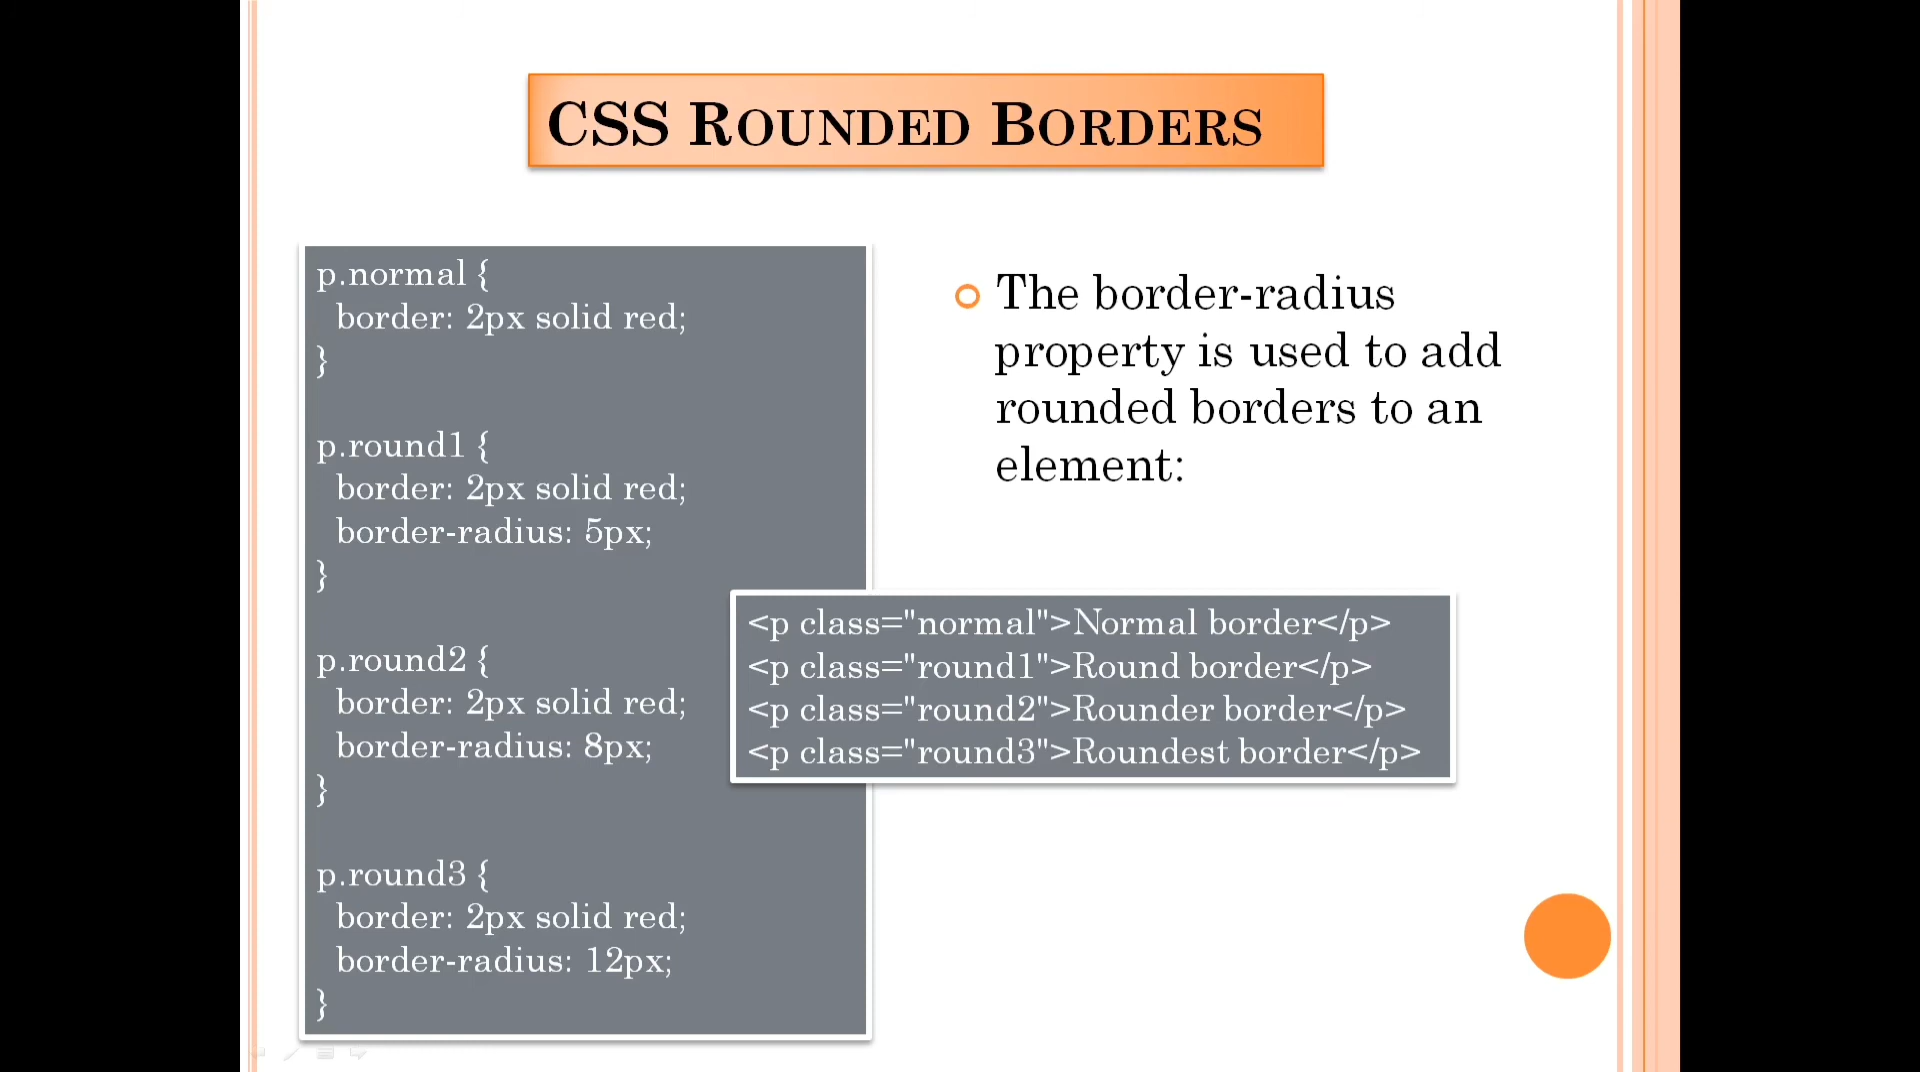 CSS ROUNDED BORDERS
p.normal {
border: 2px solid red;
}
p.round1 {
border: 2px solid red;
border-radius: 5px;
}
p.round2 {
border: 2px solid red;
border-radius: 8px;
}
p.round3 {
border: 2px solid red;
border-radius: 12px;
}
The border-radius
property is used to add
rounded borders to an
element:
<p class="normal">Normal border</p>
<p class="round1">Round border</p>
<p class="round2">Rounder border</p>
<p class="round3">Roundest border</p>